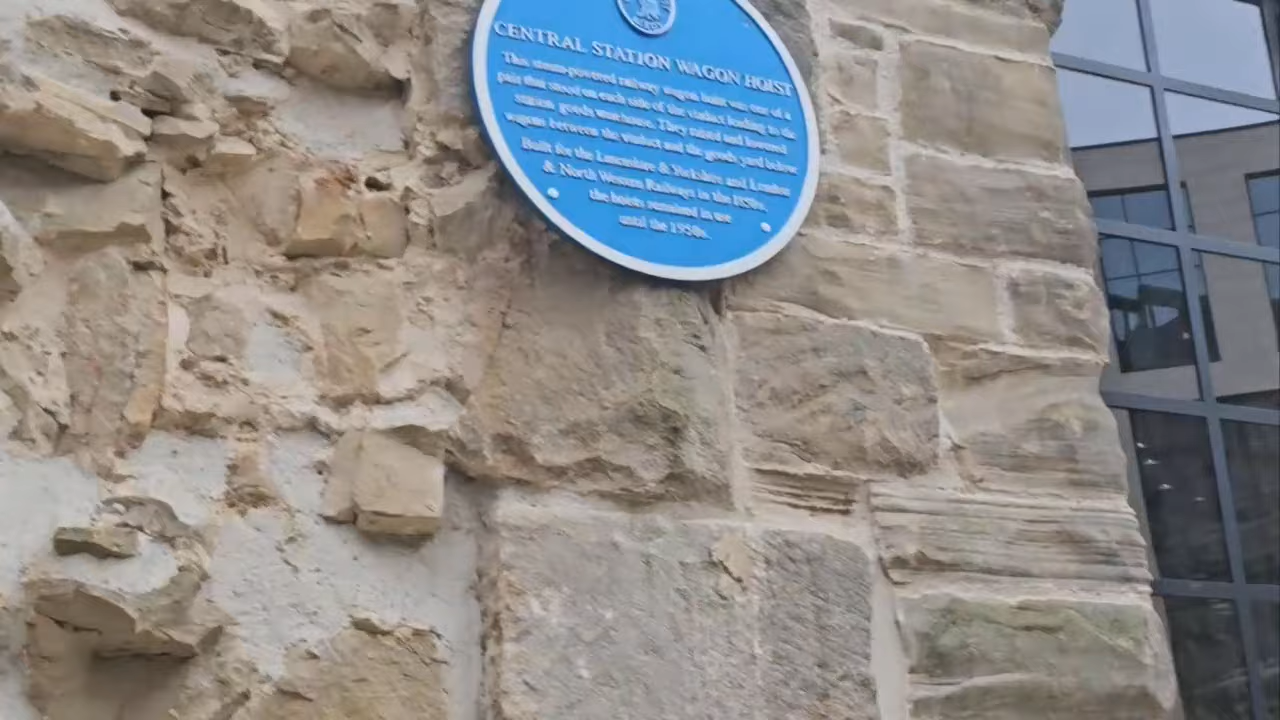 CENTRAL STATION WAGON HOIST
This steam-powered railway wagon hoist was one of a
pair that stood on each side of the viaduct leading to the
station goods warehouse. They raised and lowered
wagons between the viaduct and the goods yard below
Built for the Lancashire & Yorkshire and London
& North Western Railways in the 1850s,
the hoists remained in use
until the 1950s.